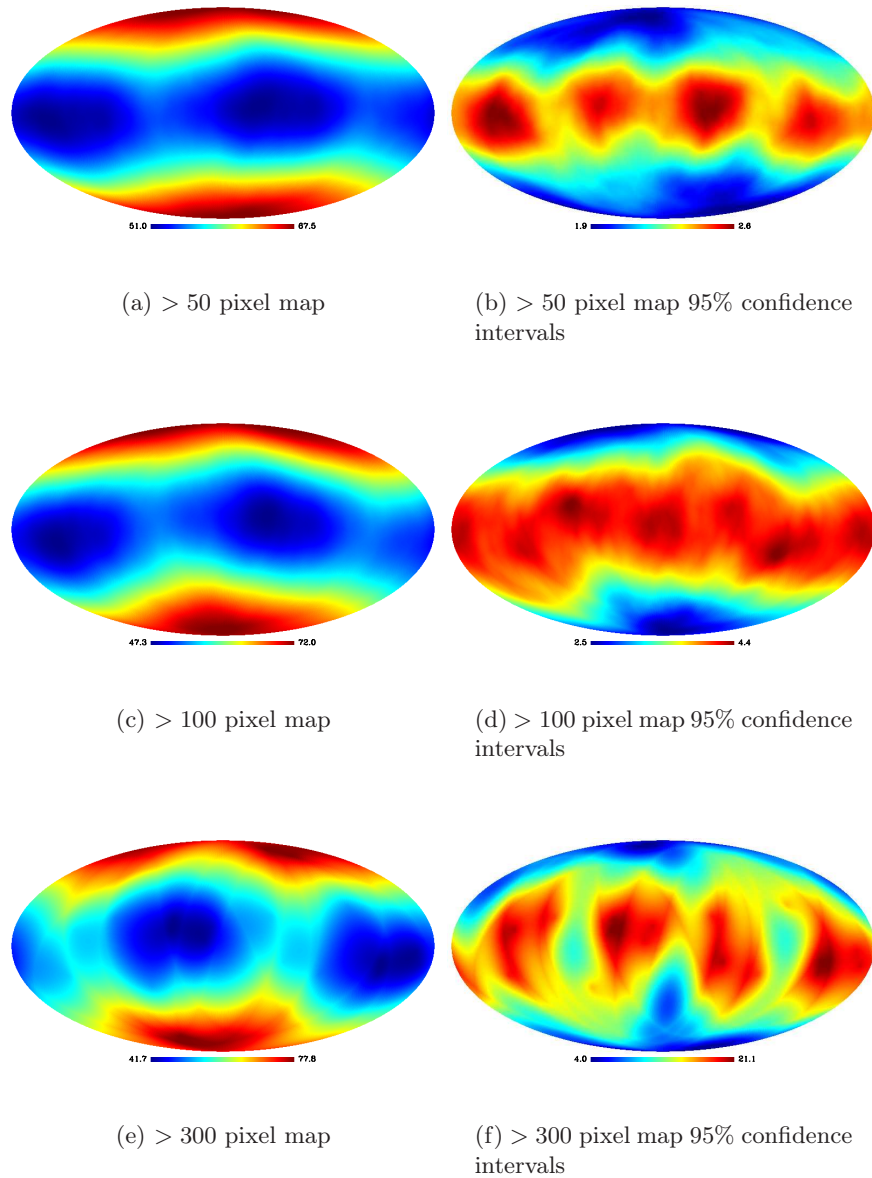 51.0 67.5
1.9 2.6
(a) > 50 pixel map
(b) > 50 pixel map 95% confidence
intervals
47.3 72.0
2.5 4.4
(c) > 100 pixel map
(d) > 100 pixel map 95% confidence
intervals
41.7 77.8
4.0 21.1
(e) > 300 pixel map
(f) > 300 pixel map 95% confidence
intervals